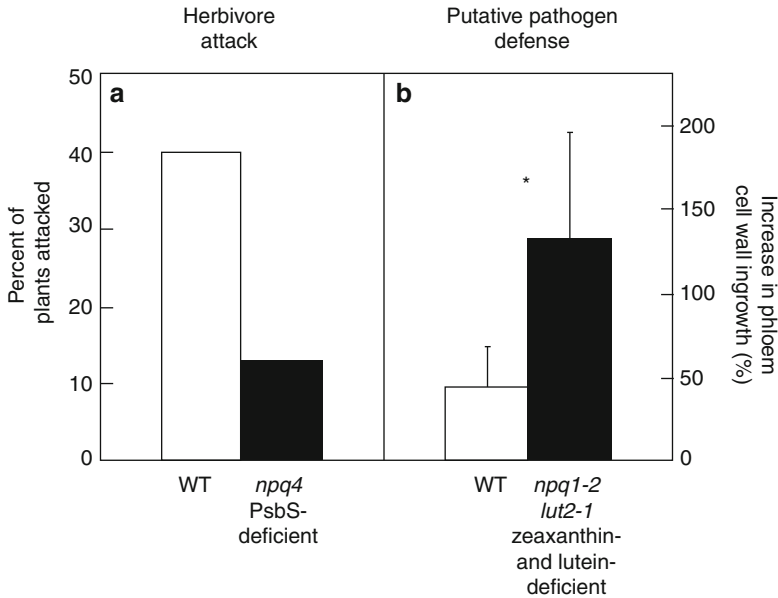 Herbivore
attack
Putative pathogen
defense
a
b
50
40
30
20
10
0
Percent of
plants attacked
200
150
100
50
0
Increase in phloem
cell wall ingrowth (%)
*
WT
npq4
PsbS-
deficient
WT
npq1-2
lut2-1
zeaxanthin-
and lutein-
deficient